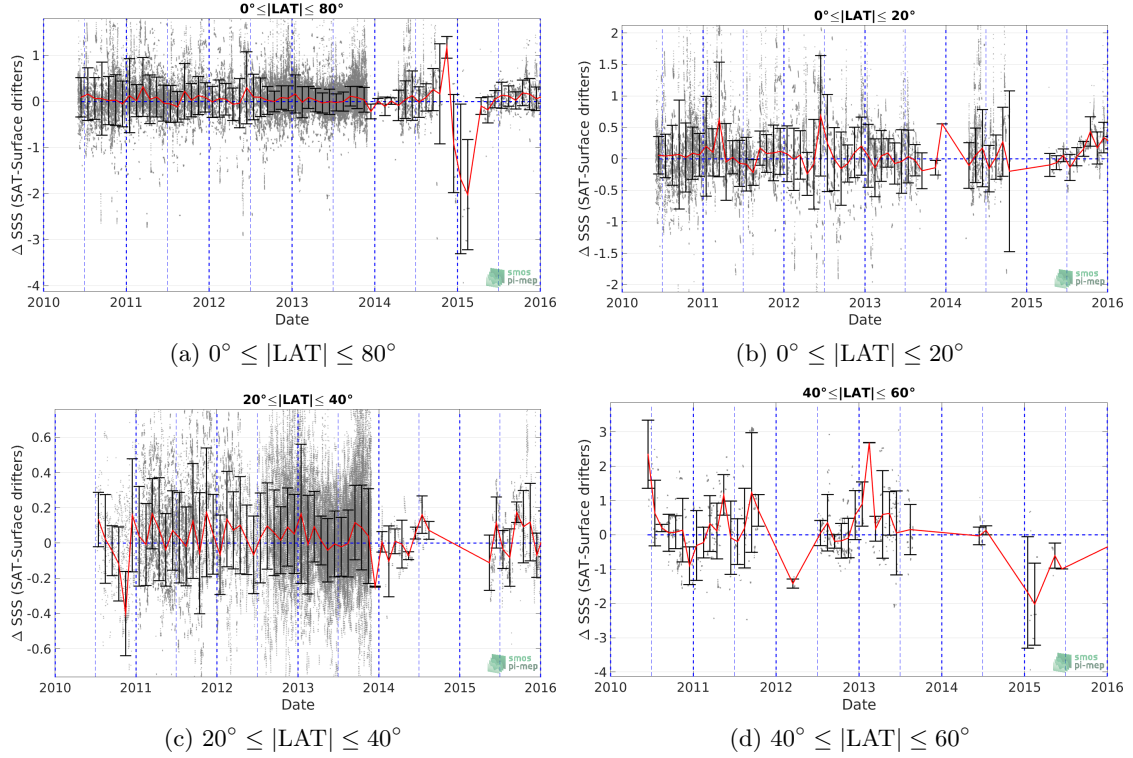 0°≤|LAT|≤ 80°
Δ SSS (SAT-Surface drifters)
1
0
-1
-2
-3
-4
2010 2011 2012 2013 2014 2015 2016
Date
smos
pi-mep
(a) 0° ≤ |LAT| ≤ 80°
0°≤|LAT|≤ 20°
Δ SSS (SAT-Surface drifters)
2
1.5
1
0.5
0
-0.5
-1
-1.5
-2
2010 2011 2012 2013 2014 2015 2016
Date
smos
pi-mep
(b) 0° ≤ |LAT| ≤ 20°
20°≤|LAT|≤ 40°
Δ SSS (SAT-Surface drifters)
0.6
0.4
0.2
0
-0.2
-0.4
-0.6
2010 2011 2012 2013 2014 2015 2016
Date
smos
pi-mep
(c) 20° ≤ |LAT| ≤ 40°
40°≤|LAT|≤ 60°
Δ SSS (SAT-Surface drifters)
3
2
1
0
-1
-2
-3
-4
2010 2011 2012 2013 2014 2015 2016
Date
smos
pi-mep
(d) 40° ≤ |LAT| ≤ 60°